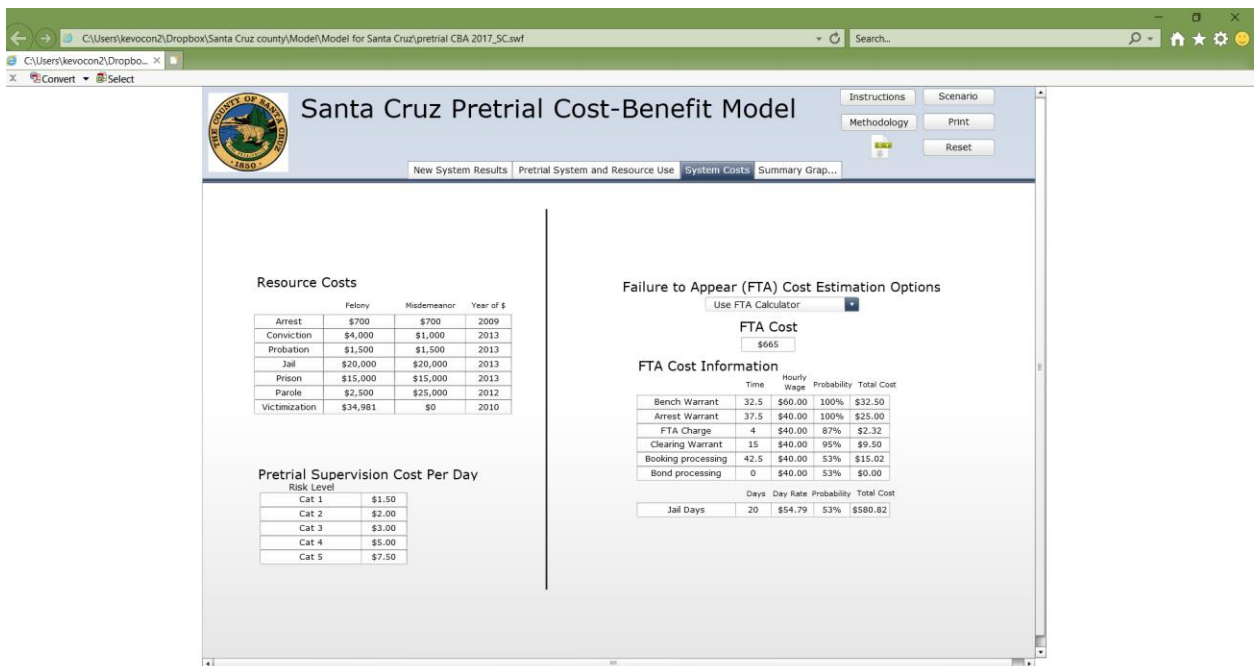 C:\Users\kevocon2\Dropbox\Santa Cruz county\Model\Model for Santa Cruz\pretrial CBA 2017_SC.swf
Search...
C:\Users\kevocon2\Dropbo...
x Convert Select
THE COUNTY OF SANTA CRUZ
1850
Santa Cruz Pretrial Cost-Benefit Model
Instructions Scenario
Methodology Print
Reset
New System Results Pretrial System and Resource Use System Costs Summary Grap...
Resource Costs
Felony Misdemeanor Year of $
Arrest $700 $700 2009
Conviction $4,000 $1,000 2013
Probation $1,500 $1,500 2013
Jail $20,000 $20,000 2013
Prison $15,000 $15,000 2013
Parole $2,500 $25,000 2012
Victimization $34,981 $0 2010
Pretrial Supervision Cost Per Day
Risk Level
Cat 1 $1.50
Cat 2 $2.00
Cat 3 $3.00
Cat 4 $5.00
Cat 5 $7.50
Failure to Appear (FTA) Cost Estimation Options
Use FTA Calculator
FTA Cost
$665
FTA Cost Information
Time Hourly Wage Probability Total Cost
Bench Warrant 32.5 $60.00 100% $32.50
Arrest Warrant 37.5 $40.00 100% $25.00
FTA Charge 4 $40.00 87% $2.32
Clearing Warrant 15 $40.00 95% $9.50
Booking processing 42.5 $40.00 53% $15.02
Bond processing 0 $40.00 53% $0.00
Days Day Rate Probability Total Cost
Jail Days 20 $54.79 53% $580.82